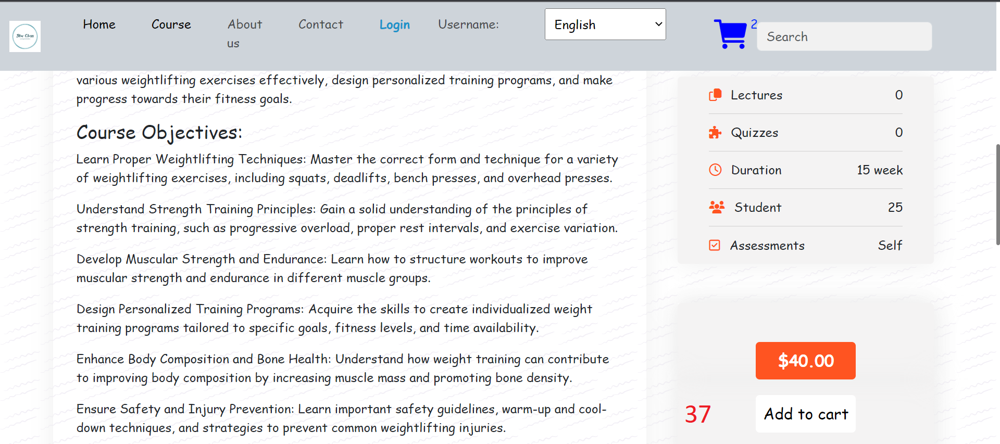 Star Class
Home
Course
About
us
Contact
Login
Username:
English
2
Search
various weightlifting exercises effectively, design personalized training programs, and make
progress towards their fitness goals.
Course Objectives:
Learn Proper Weightlifting Techniques: Master the correct form and technique for a variety
of weightlifting exercises, including squats, deadlifts, bench presses, and overhead presses.
Understand Strength Training Principles: Gain a solid understanding of the principles of
strength training, such as progressive overload, proper rest intervals, and exercise variation.
Develop Muscular Strength and Endurance: Learn how to structure workouts to improve
muscular strength and endurance in different muscle groups.
Design Personalized Training Programs: Acquire the skills to create individualized weight
training programs tailored to specific goals, fitness levels, and time availability.
Enhance Body Composition and Bone Health: Understand how weight training can contribute
to improving body composition by increasing muscle mass and promoting bone density.
Ensure Safety and Injury Prevention: Learn important safety guidelines, warm-up and cool-
down techniques, and strategies to prevent common weightlifting injuries.
Lectures 0
Quizzes 0
Duration 15 week
Student 25
Assessments Self
$40.00
37
Add to cart